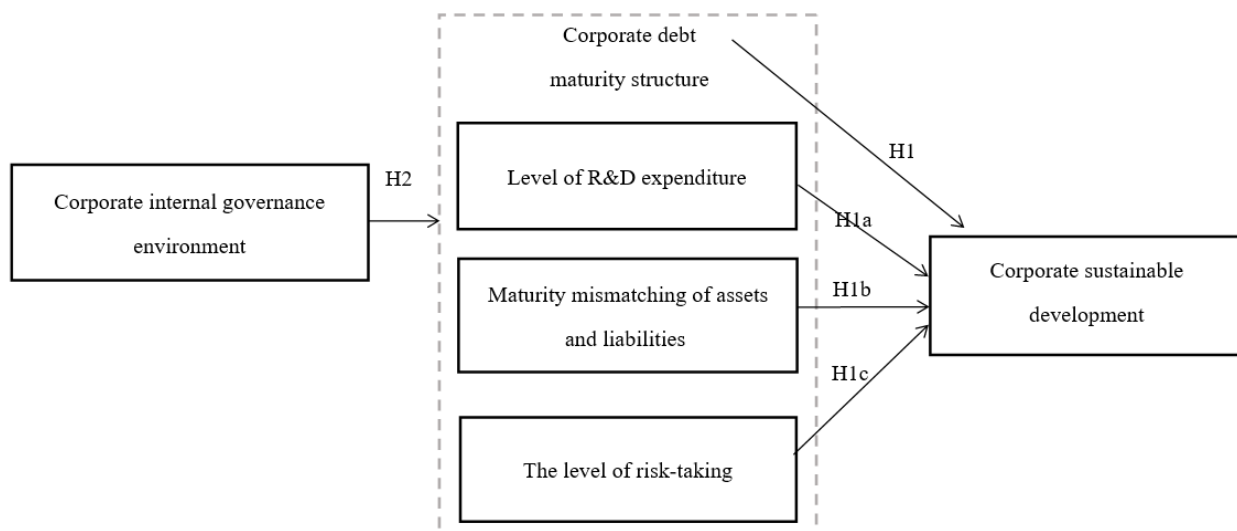 Corporate debt
maturity structure
H1
H2
Level of R&D expenditure
Corporate internal governance
environment
H1a
Corporate sustainable
development
Maturity mismatching of assets
and liabilities
H1b
H1c
The level of risk-taking